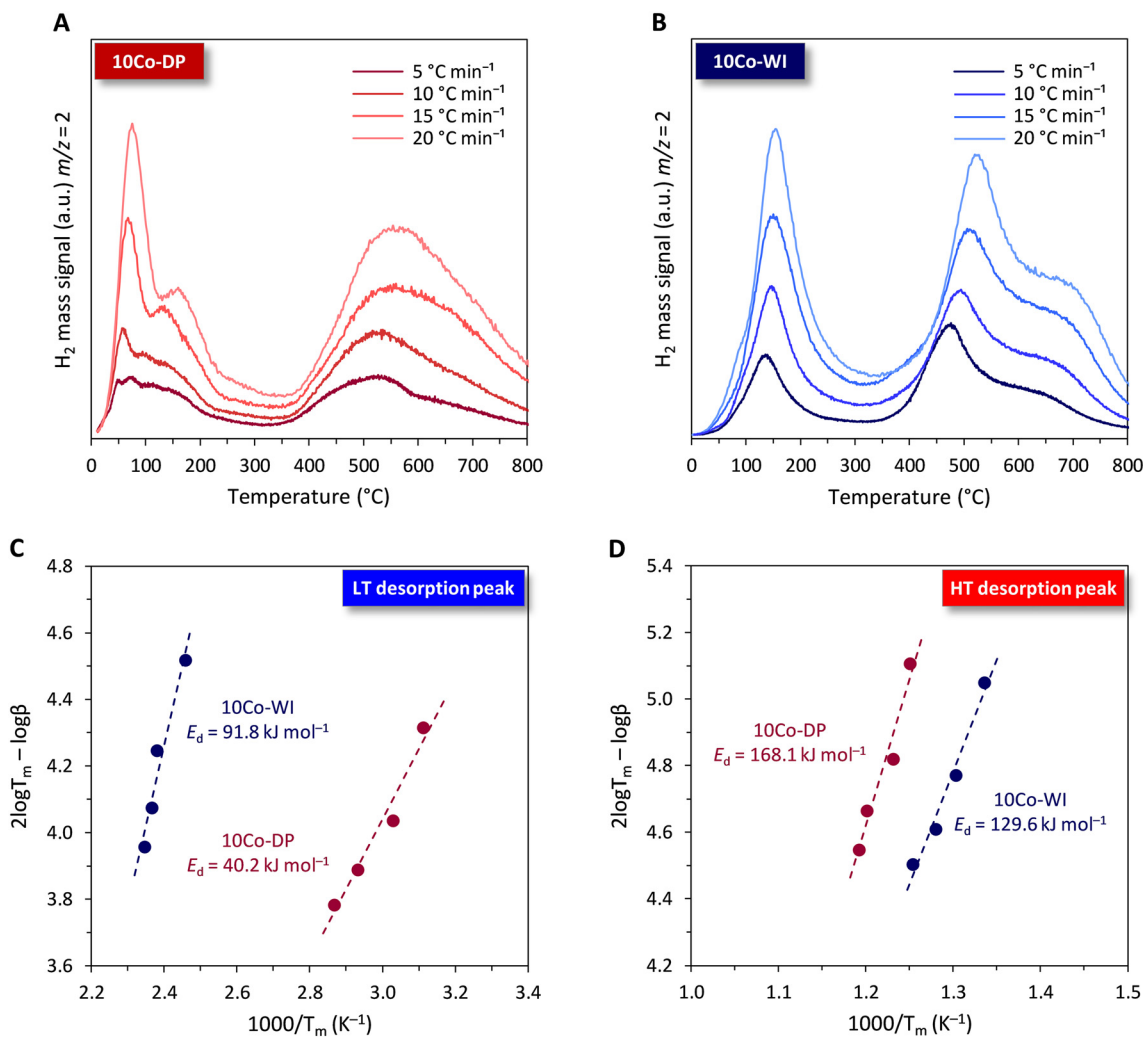 A
10Co-DP
5 °C min⁻¹
10 °C min⁻¹
15 °C min⁻¹
20 °C min⁻¹
H₂ mass signal (a.u.) m/z = 2
0 100 200 300 400 500 600 700 800
Temperature (°C)
B
10Co-WI
5 °C min⁻¹
10 °C min⁻¹
15 °C min⁻¹
20 °C min⁻¹
H₂ mass signal (a.u.) m/z = 2
0 100 200 300 400 500 600 700 800
Temperature (°C)
C
LT desorption peak
4.8
4.6
4.4
4.2
4.0
3.8
3.6
2logTₘ – logβ
10Co-WI
E_d = 91.8 kJ mol⁻¹
10Co-DP
E_d = 40.2 kJ mol⁻¹
2.2 2.4 2.6 2.8 3.0 3.2 3.4
1000/Tₘ (K⁻¹)
D
HT desorption peak
5.4
5.2
5.0
4.8
4.6
4.4
4.2
2logTₘ – logβ
10Co-DP
E_d = 168.1 kJ mol⁻¹
10Co-WI
E_d = 129.6 kJ mol⁻¹
1.0 1.1 1.2 1.3 1.4 1.5
1000/Tₘ (K⁻¹)